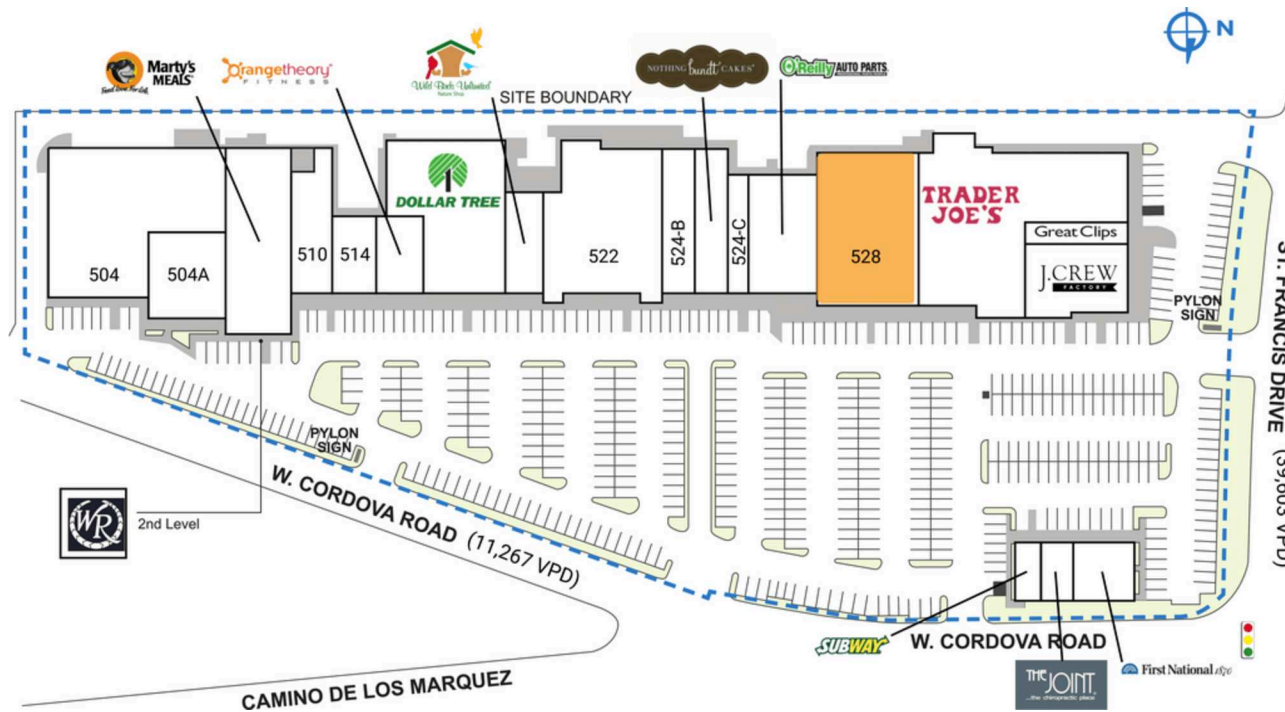 N
Marty's
MEALS
Orangetheory
FITNESS
Wild Birds Unlimited
Nature Shop
NOTHING bundt CAKES
O'Reilly AUTO PARTS
SITE BOUNDARY
DOLLAR TREE
TRADER
JOE'S
Great Clips
J.CREW
FACTORY
504
504A
510
514
522
524-B
524-C
528
PYLON
SIGN
ST. FRANCIS DRIVE (39,663 VPD)
PYLON
SIGN
W. CORDOVA ROAD (11,267 VPD)
WR
2nd Level
SUBWAY
W. CORDOVA ROAD
THE JOINT
...the chiropractic place
First National 1870
CAMINO DE LOS MARQUEZ